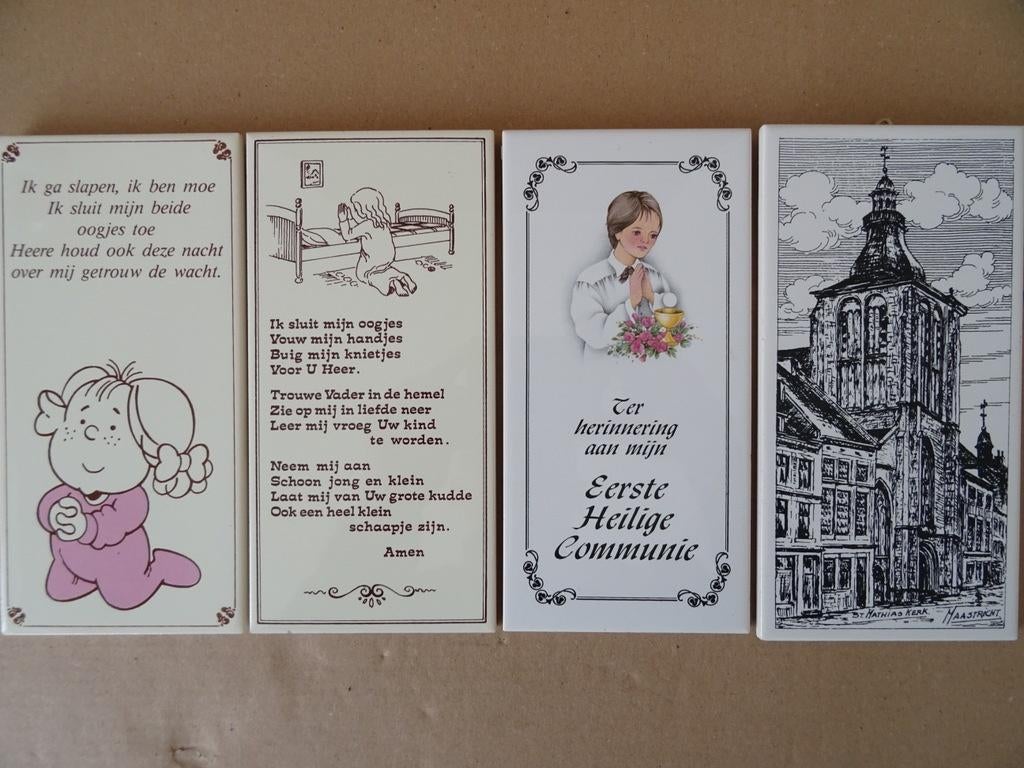 Ik ga slapen, ik ben moe
Ik sluit mijn beide
oogjes toe
Heere houd ook deze nacht
over mij getrouw de wacht.
Ik sluit mijn oogjes
Vouw mijn handjes
Buig mijn knietjes
Voor U Heer.
Trouwe Vader in de hemel
Zie op mij in liefde neer
Leer mij vroeg Uw kind
te worden.
Neem mij aan
Schoon jong en klein
Laat mij van Uw grote kudde
Ook een heel klein
schaapje zijn.
Amen
Ter
herinnering
aan mijn
Eerste
Heilige
Communie
ST. MATHIAS KERK. MAASTRICHT.